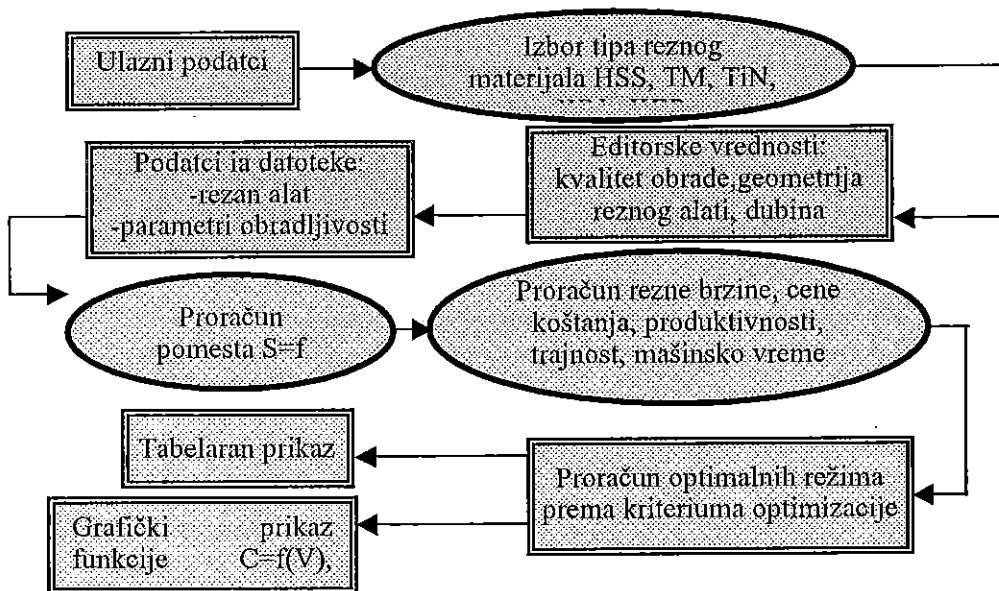 Ulazni podatci
Izbor tipa reznog
materijala HSS, TM, TiN,
Editorske vrednosti:
kvalitet obrade,geometrija
reznog alati, dubina
Podatci ia datoteke
-rezan alat
-parametri obradljivosti
Proračun
pomesta S=f
Proračun rezne brzine, cene
koštanja, produktivnosti,
trajnost, mašinsko vreme
Proračun optimalnih režima
prema kriteriuma optimizacije
Tabelaran prikaz
Grafički prikaz
funkcije C=f(V),